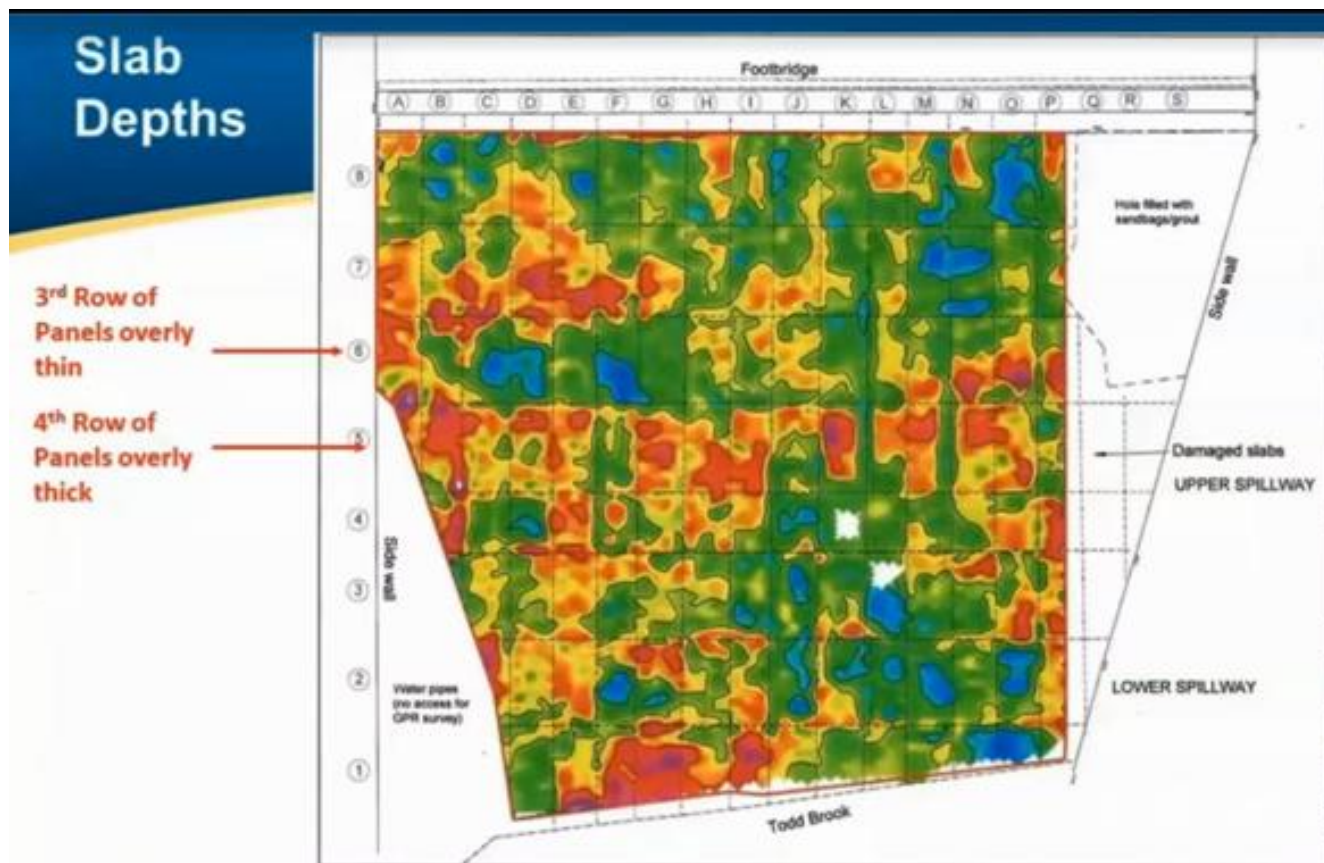 Slab
Depths
Footbridge
A B C D E F G H I J K L M N O P Q R S
8
7
6
5
4
3
2
1
3rd Row of
Panels overly
thin
4th Row of
Panels overly
thick
Hole filled with
sandbags/grout
Side wall
Damaged slabs
UPPER SPILLWAY
LOWER SPILLWAY
Side wall
Water pipes
(no access for
GPR survey)
Todd Brook